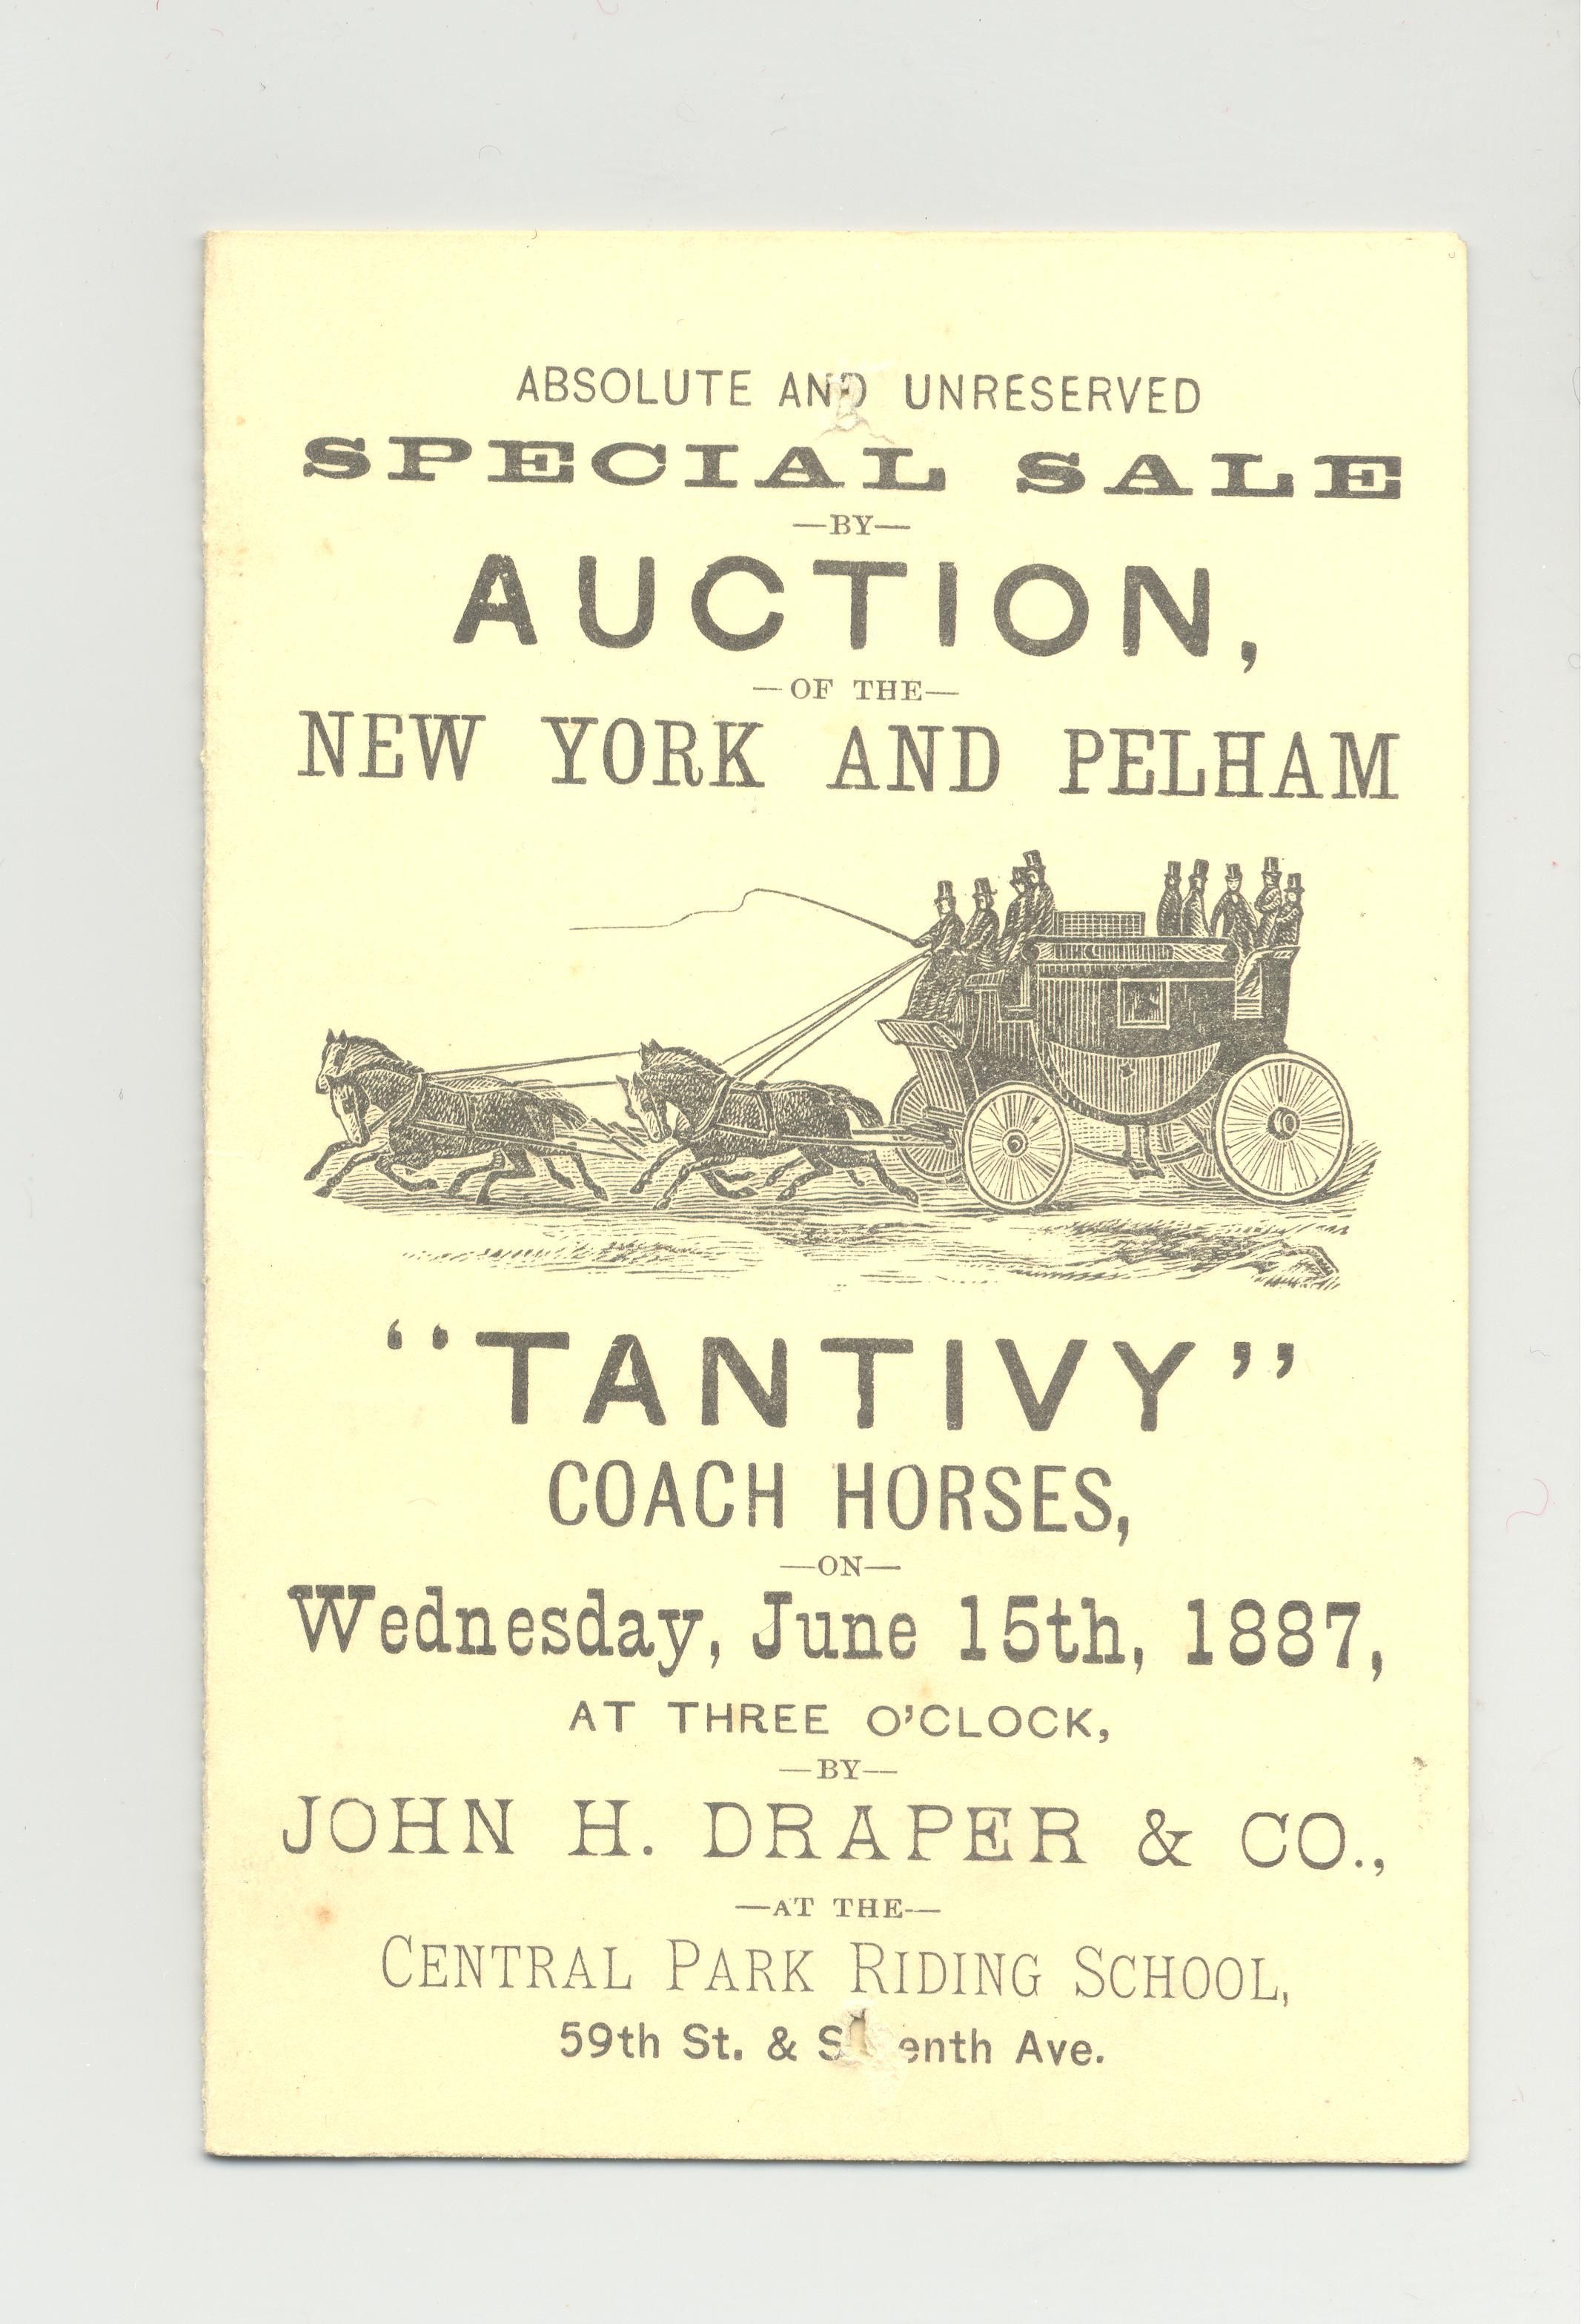 ABSOLUTE AND UNRESERVED
SPECIAL SALE
—BY—
AUCTION,
—OF THE—
NEW YORK AND PELHAM
“TANTIVY”
COACH HORSES,
—ON—
Wednesday, June 15th, 1887,
AT THREE O’CLOCK,
—BY—
JOHN H. DRAPER & CO.,
—AT THE—
CENTRAL PARK RIDING SCHOOL,
59th St. & Ave.